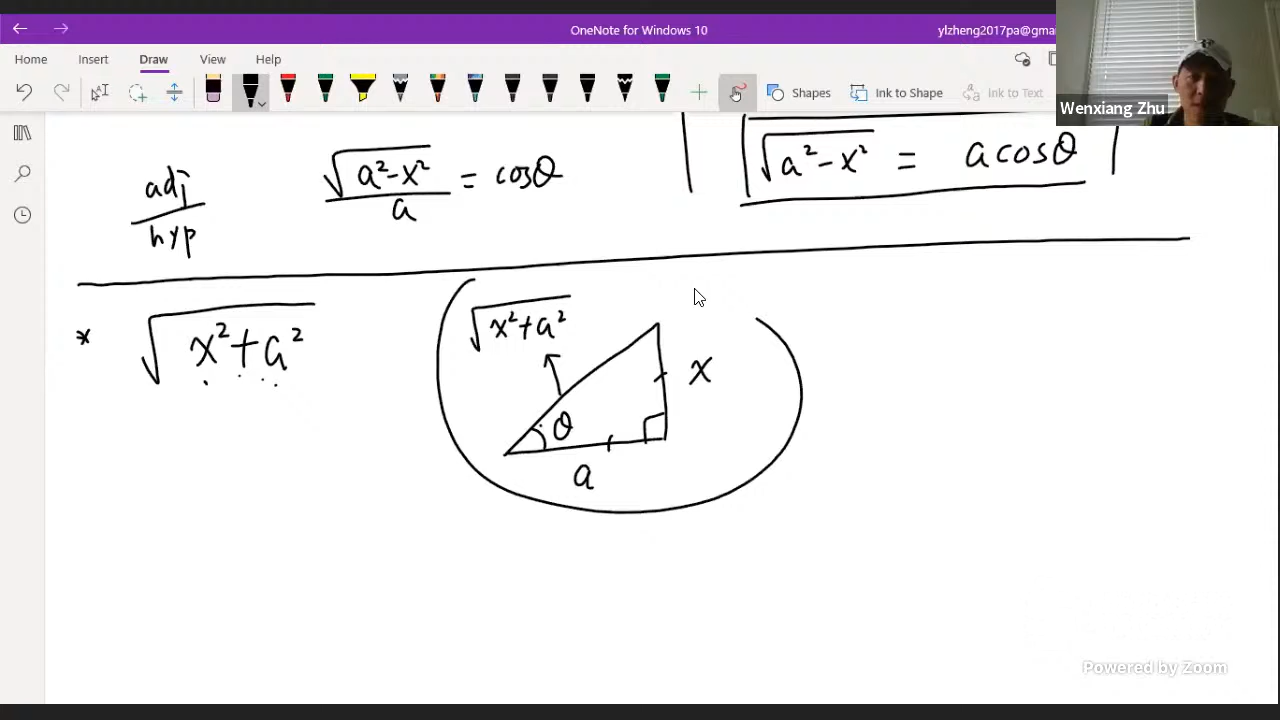 OneNote for Windows 10
ylzheng2017pa@gma
Home Insert Draw View Help
Shapes Ink to Shape Ink to Text
Wenxiang Zhu
adj/hyp √(a²-x²)/a = cosθ √(a²-x²) = a cosθ
* √(x²+a²) √(x²+a²)
x
θ
a
Powered by Zoom